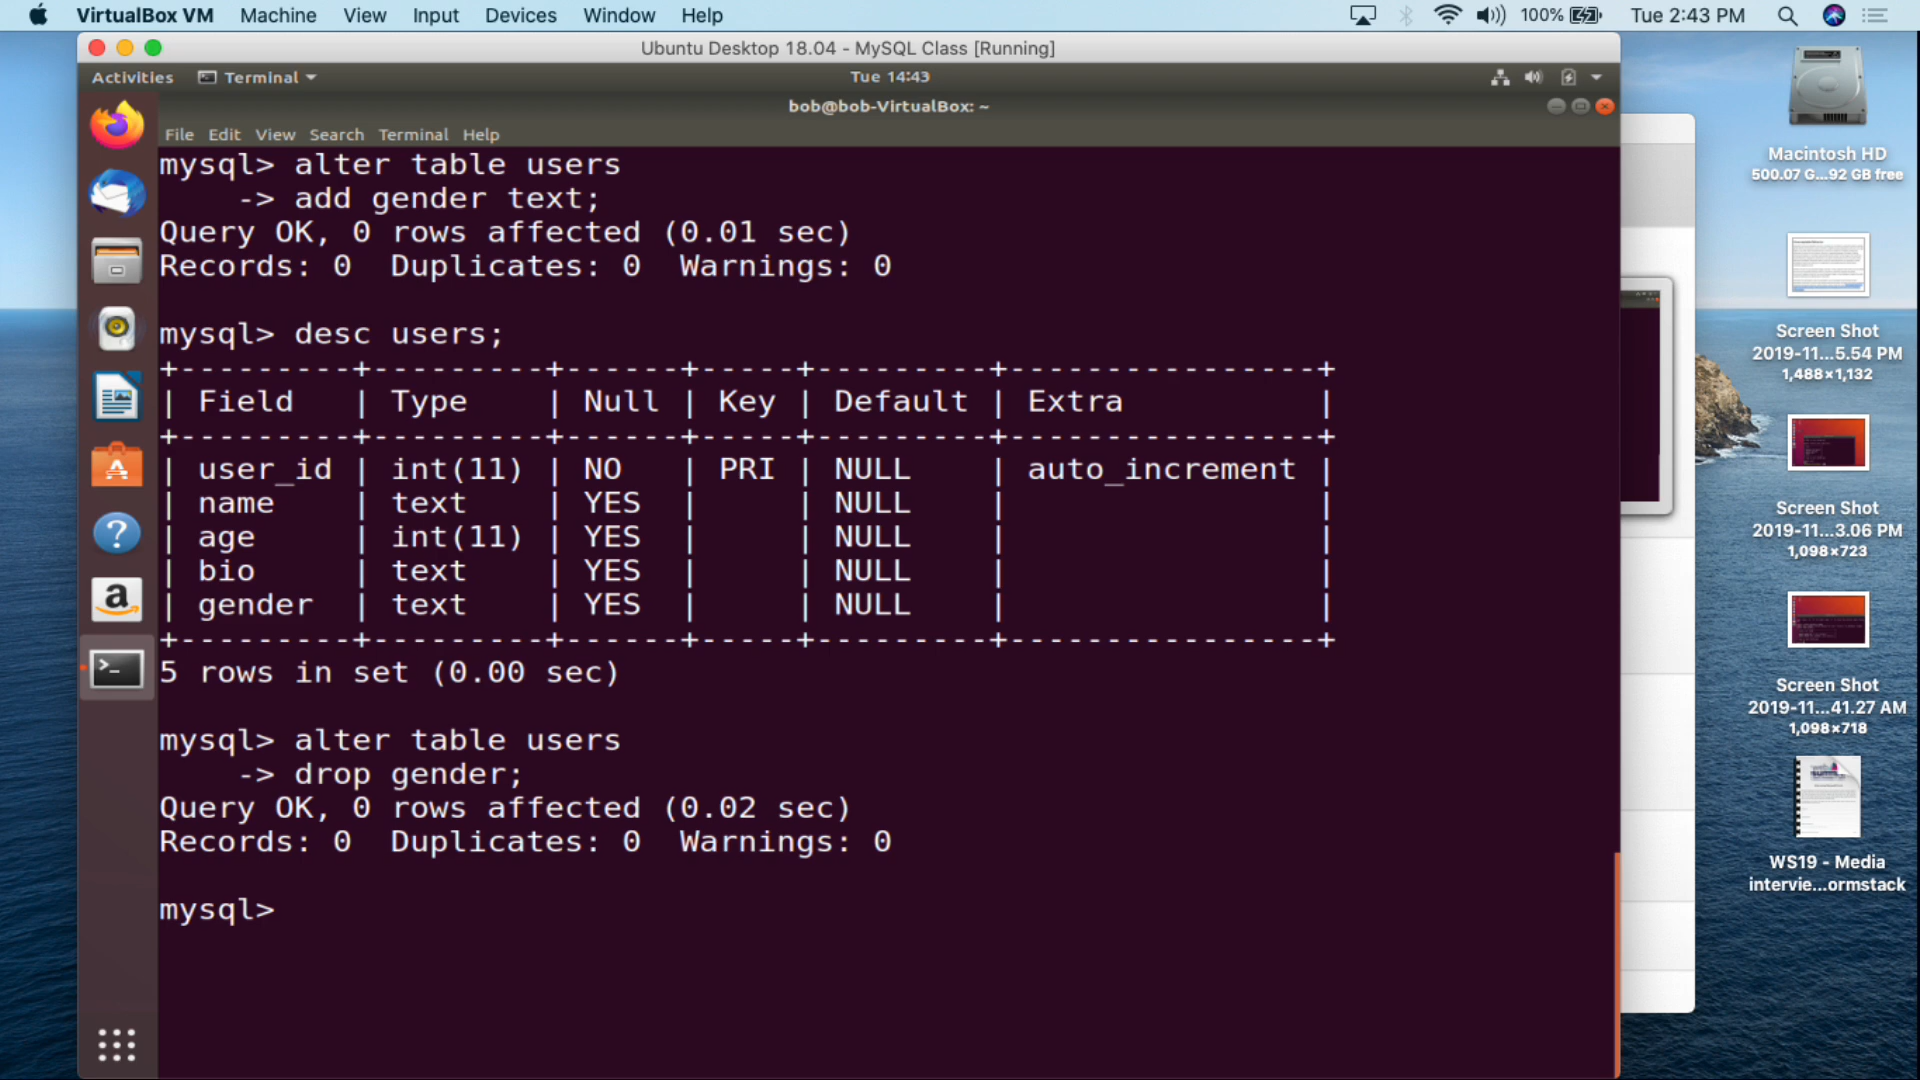 VirtualBox VM Machine View Input Devices Window Help 100% Tue 2:43 PM
Ubuntu Desktop 18.04 - MySQL Class [Running]
Activities Terminal Tue 14:43
bob@bob-VirtualBox: ~
File Edit View Search Terminal Help
mysql> alter table users
    -> add gender text;
Query OK, 0 rows affected (0.01 sec)
Records: 0  Duplicates: 0  Warnings: 0
mysql> desc users;
+---------+---------+------+-----+---------+----------------+
| Field   | Type    | Null | Key | Default | Extra          |
+---------+---------+------+-----+---------+----------------+
| user_id | int(11) | NO   | PRI | NULL    | auto_increment |
| name    | text    | YES  |     | NULL    |                |
| age     | int(11) | YES  |     | NULL    |                |
| bio     | text    | YES  |     | NULL    |                |
| gender  | text    | YES  |     | NULL    |                |
+---------+---------+------+-----+---------+----------------+
5 rows in set (0.00 sec)
mysql> alter table users
    -> drop gender;
Query OK, 0 rows affected (0.02 sec)
Records: 0  Duplicates: 0  Warnings: 0
mysql>
Macintosh HD
500.07 G...92 GB free
Screen Shot
2019-11...5.54 PM
1,488×1,132
Screen Shot
2019-11...3.06 PM
1,098×723
Screen Shot
2019-11...41.27 AM
1,098×718
WS19 - Media
intervie...ormstack